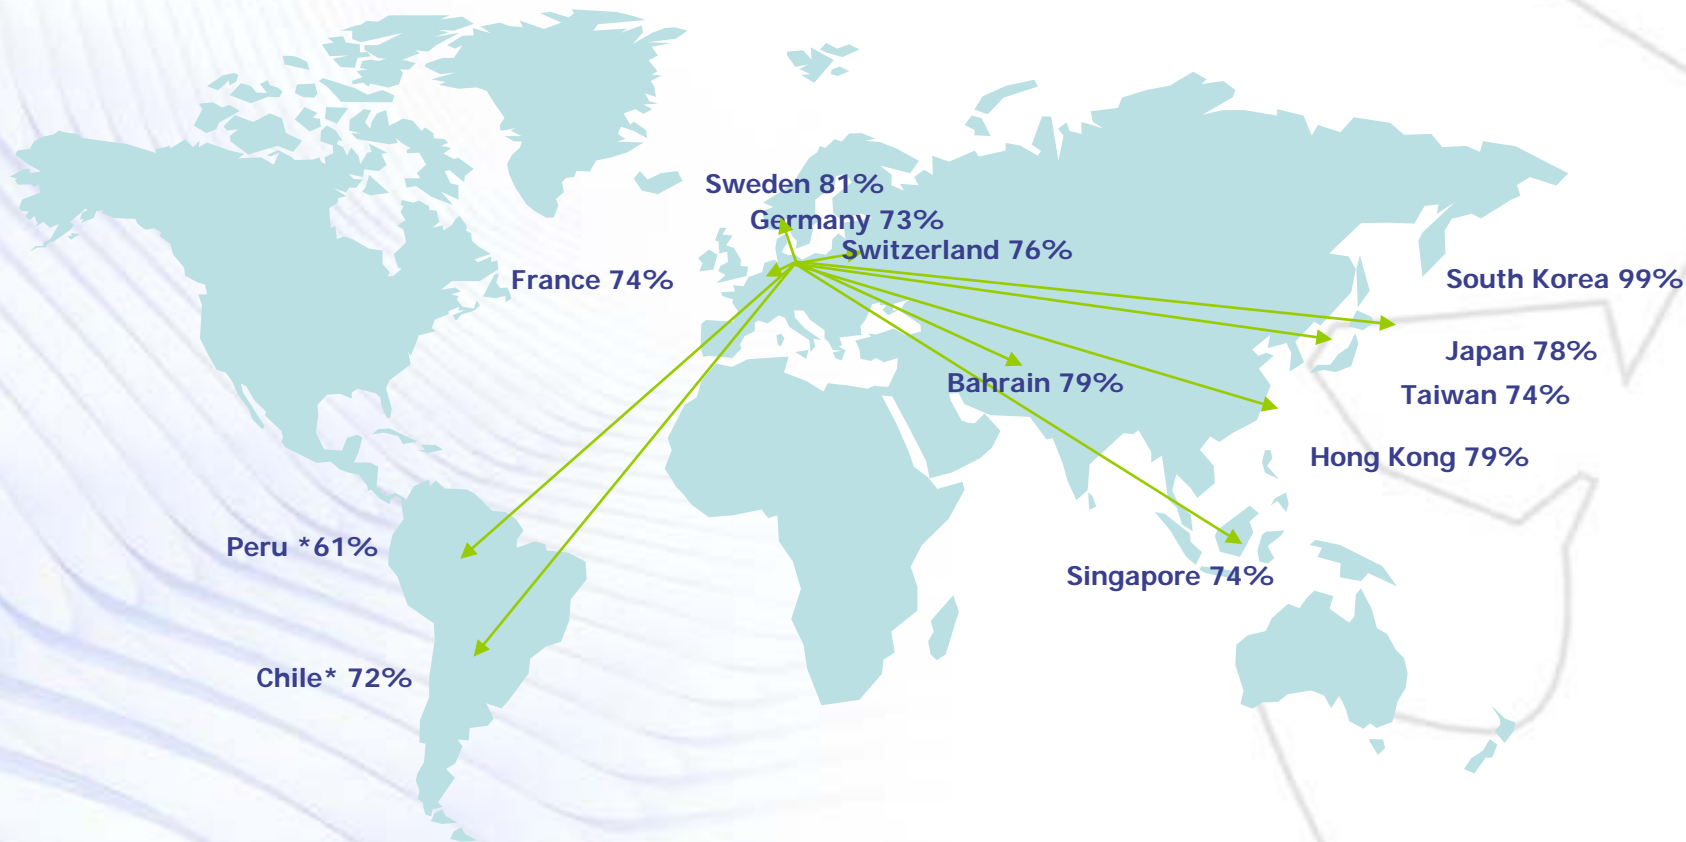 Sweden 81%
Germany 73%
Switzerland 76%
France 74%
South Korea 99%
Japan 78%
Bahrain 79%
Taiwan 74%
Hong Kong 79%
Peru *61%
Singapore 74%
Chile* 72%